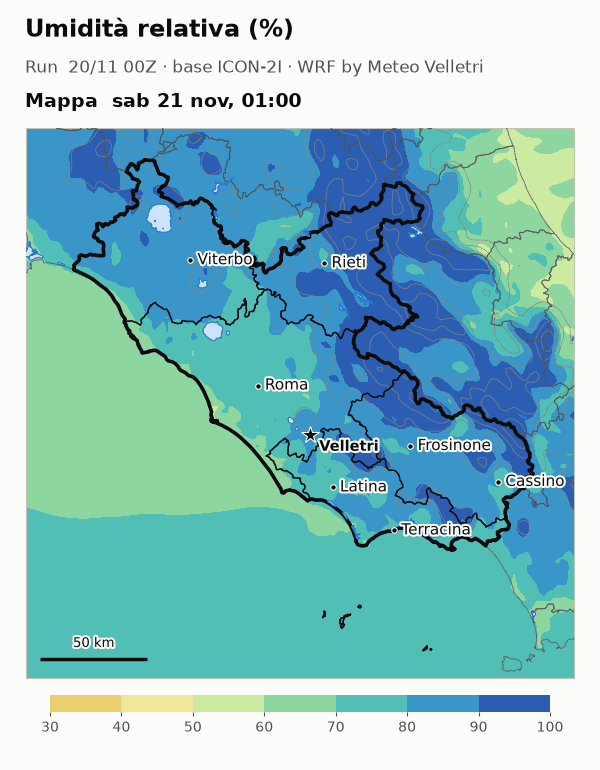 Umidità relativa (%)
Run  20/11 00Z · base ICON-2I · WRF by Meteo Velletri
Mappa  sab 21 nov, 01:00
Viterbo
Rieti
Roma
Velletri
Frosinone
Cassino
Latina
Terracina
50 km
30 40 50 60 70 80 90 100